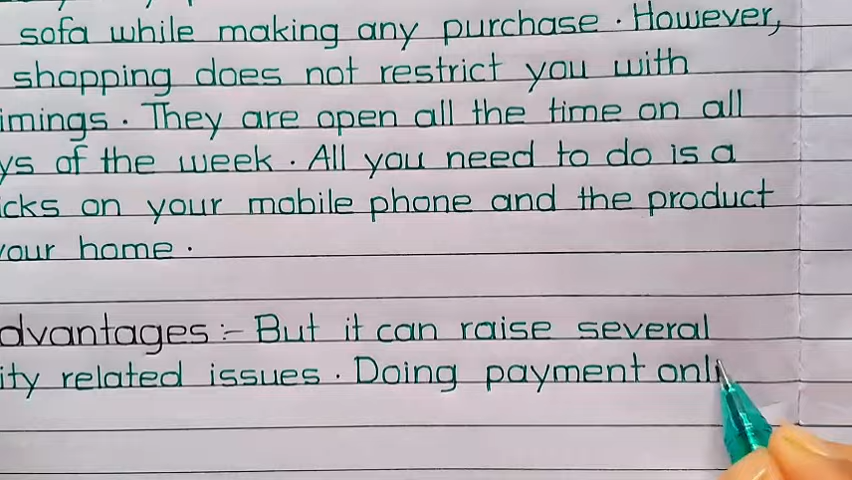 sofa while making any purchase . However,
shopping does not restrict you with
imings . They are open all the time on all
ys of the week . All you need to do is a
icks on your mobile phone and the product
your home .
dvantages :- But it can raise several
ity related issues . Doing payment onli